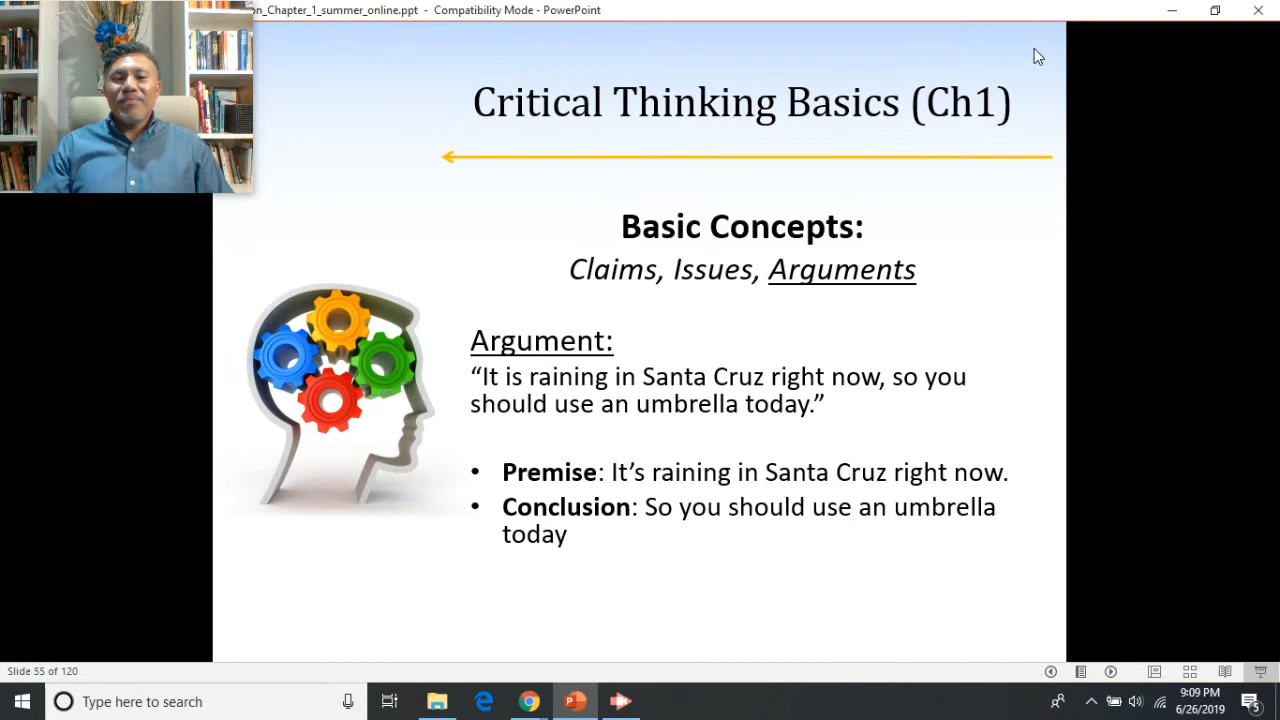 on_Chapter_1_summer_online.ppt - Compatibility Mode - PowerPoint
Critical Thinking Basics (Ch1)
Basic Concepts:
Claims, Issues, Arguments
Argument:
“It is raining in Santa Cruz right now, so you
should use an umbrella today.”
• Premise: It’s raining in Santa Cruz right now.
• Conclusion: So you should use an umbrella
today
Slide 55 of 120
Type here to search
9:09 PM
6/26/2019
5